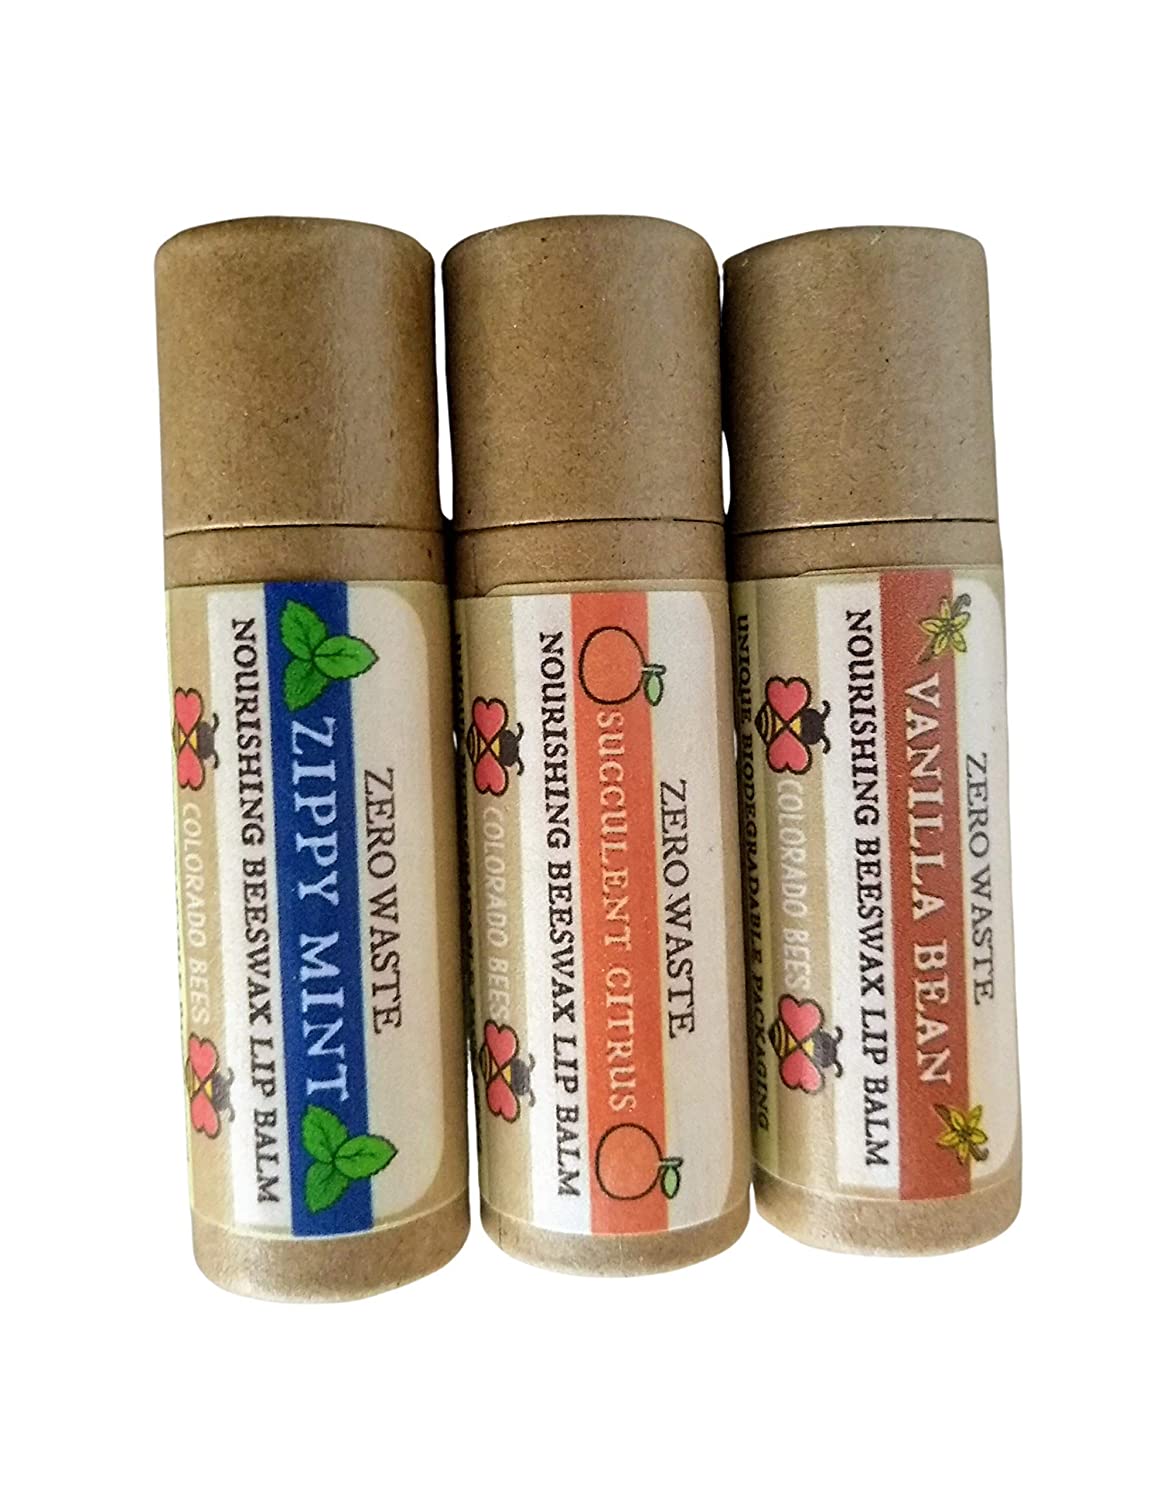 ZERO WASTE
ZIPPY MINT
NOURISHING BEESWAX LIP BALM
COLORADO BEES
ZERO WASTE
SUCCULENT CITRUS
NOURISHING BEESWAX LIP BALM
COLORADO BEES
ZERO WASTE
VANILLA BEAN
NOURISHING BEESWAX LIP BALM
COLORADO BEES
UNIQUE BIODEGRADABLE PACKAGING